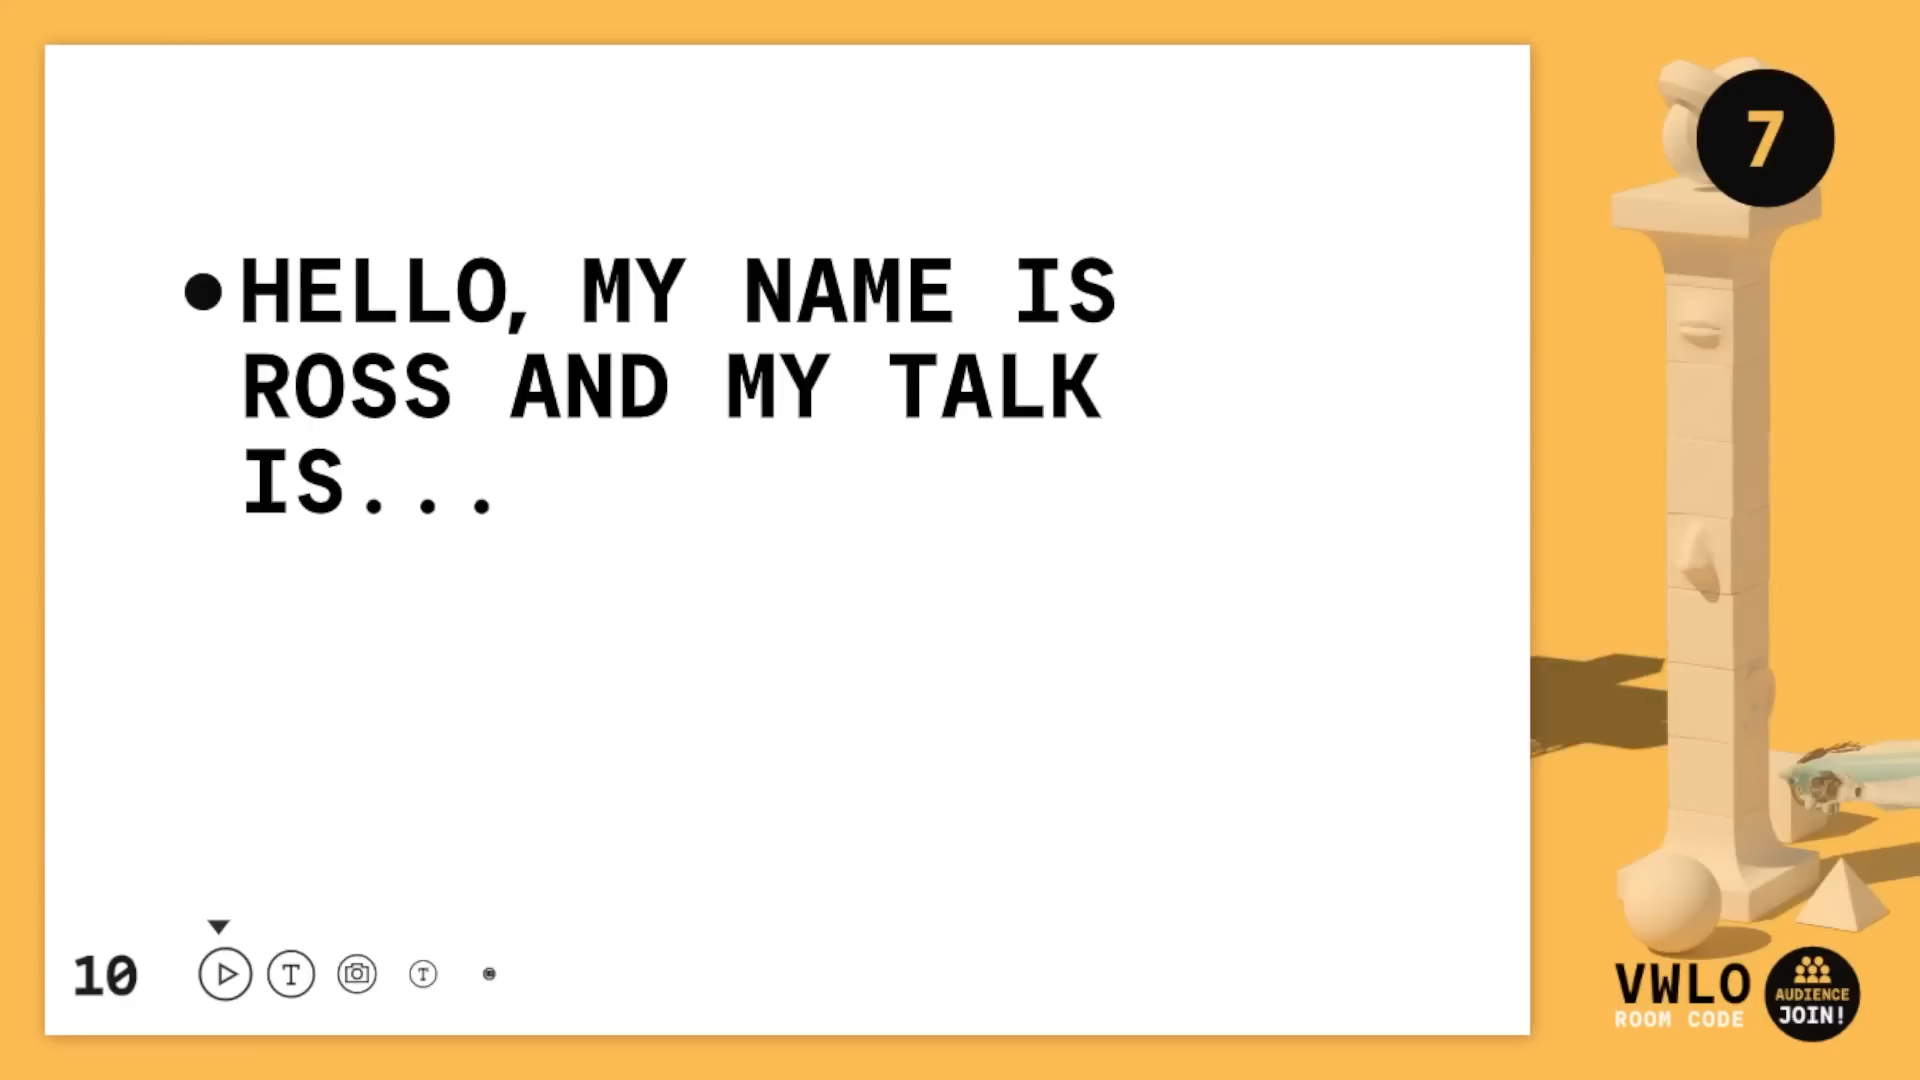 7
●HELLO, MY NAME IS
ROSS AND MY TALK
IS...
10
T
T
VWLO
ROOM CODE
AUDIENCE
JOIN!